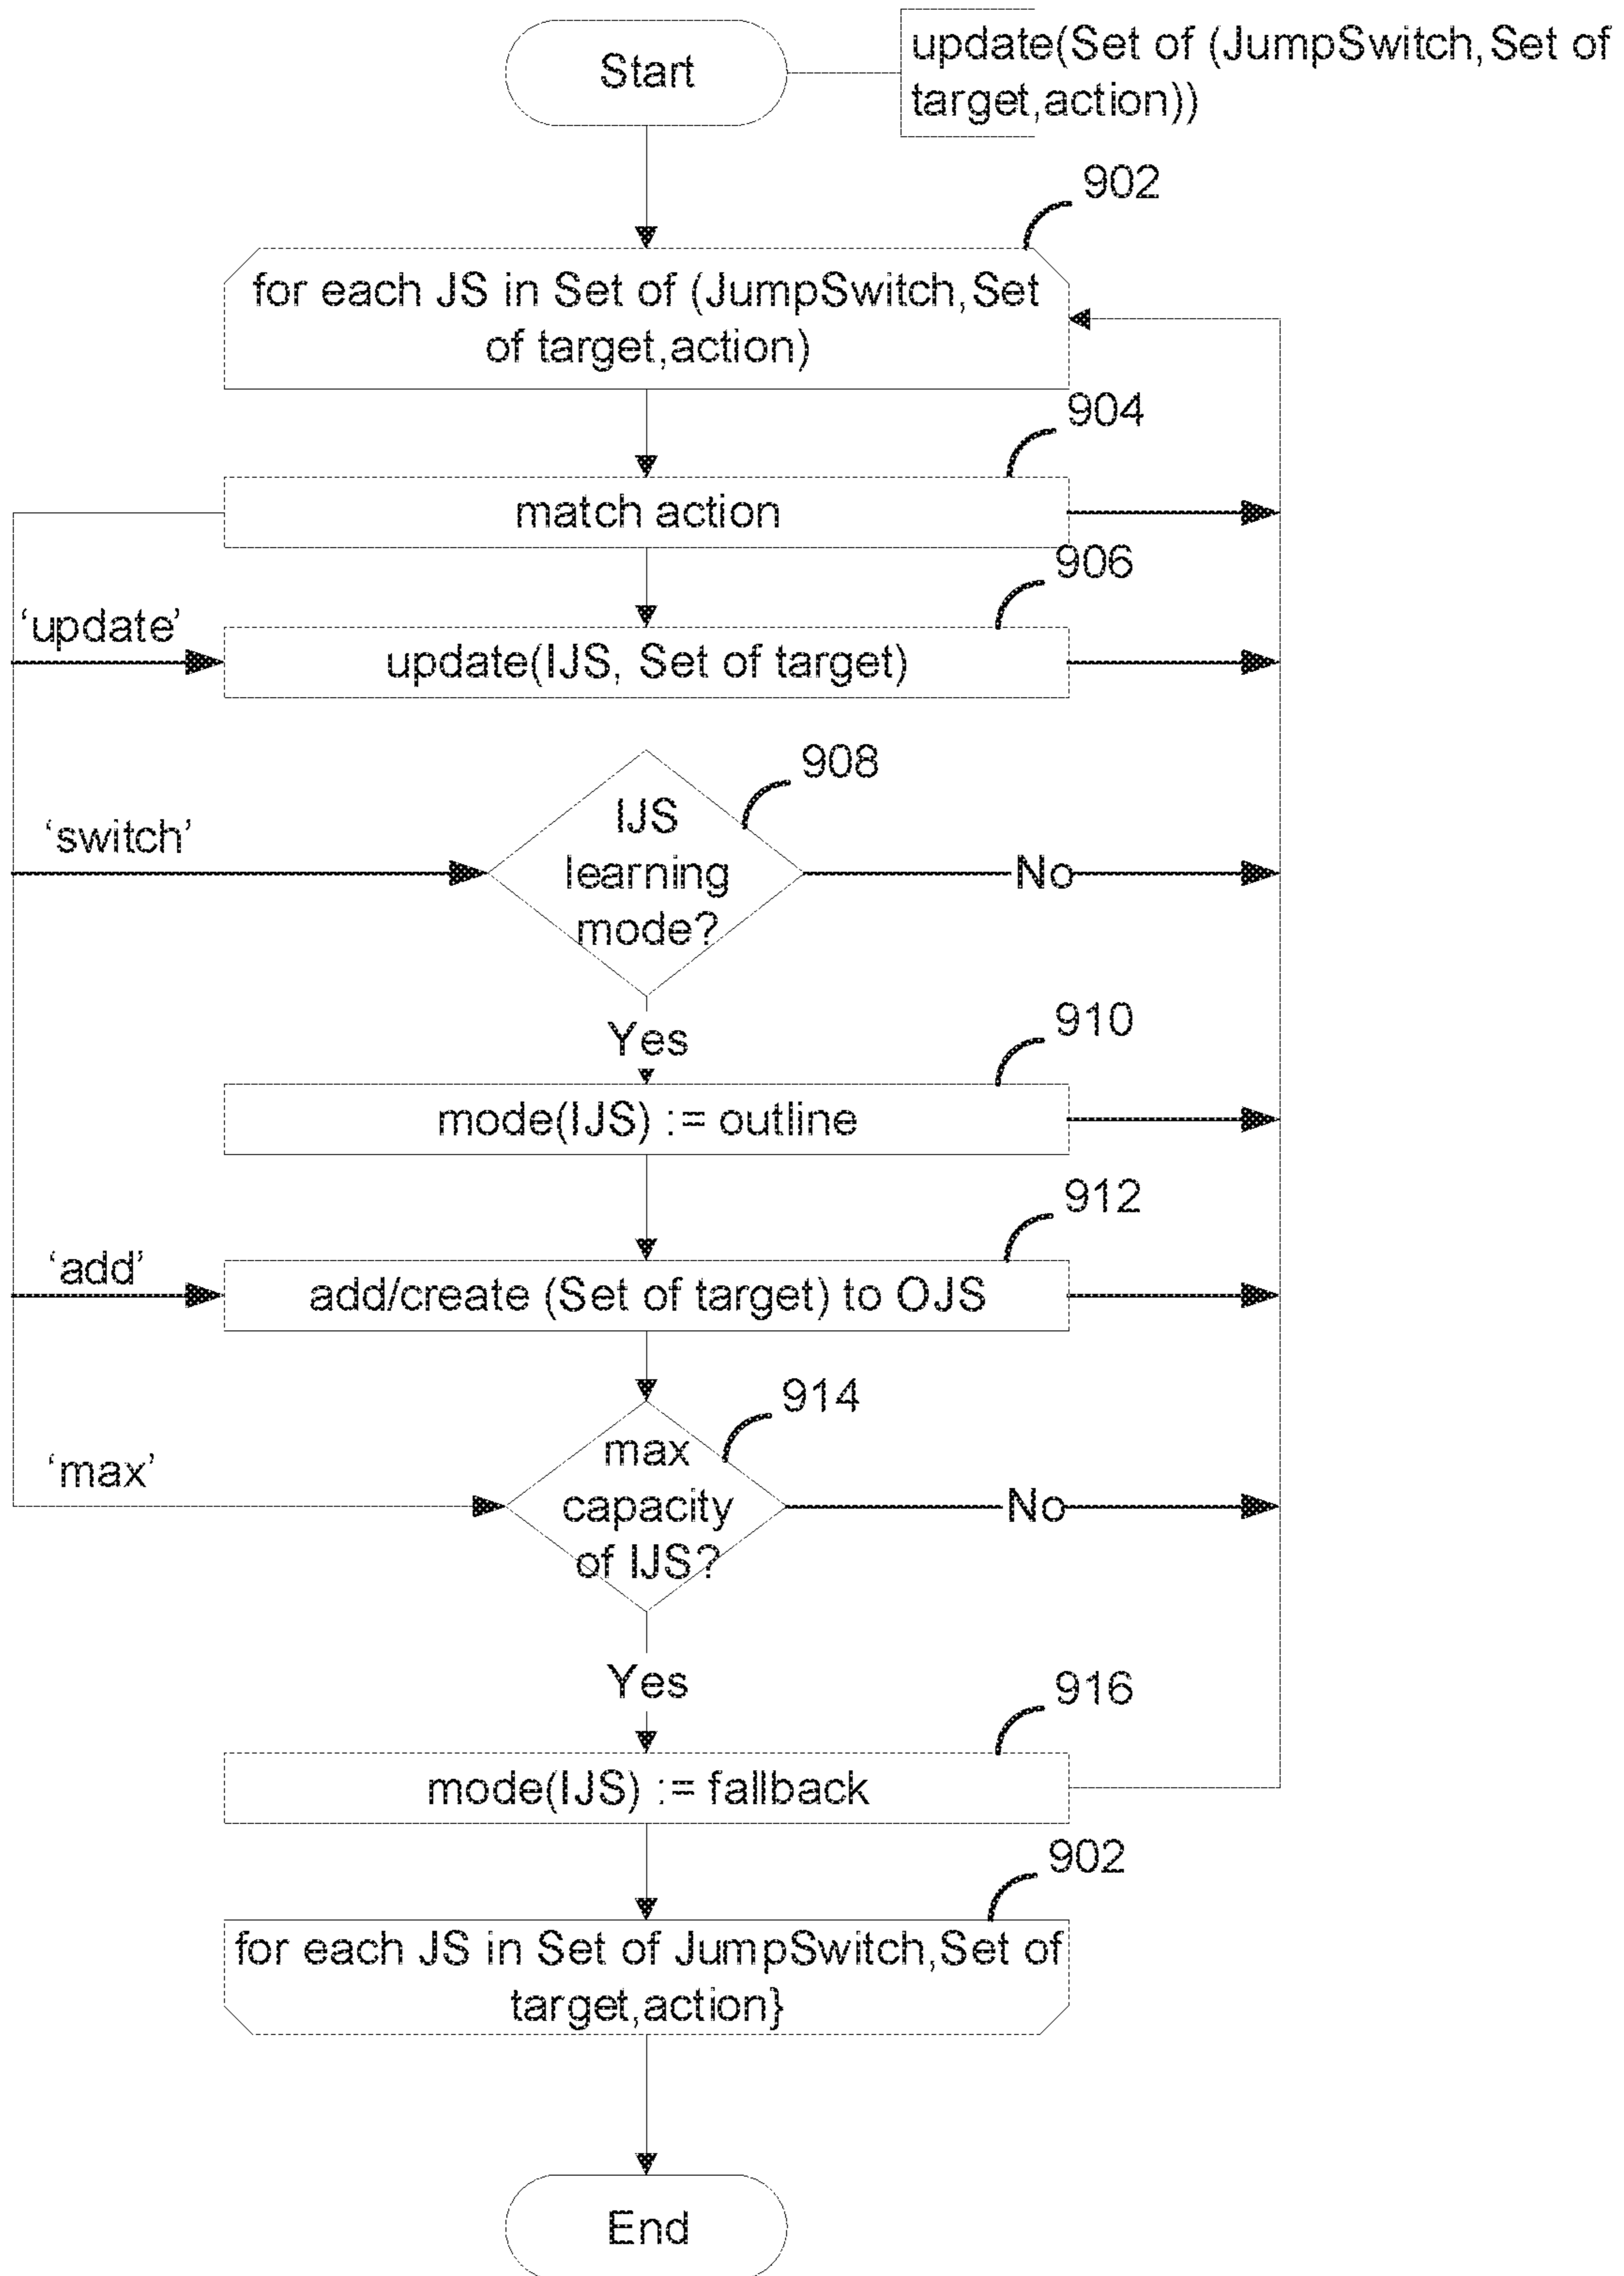 Start
update(Set of (JumpSwitch,Set of
target,action))
902
for each JS in Set of (JumpSwitch,Set
of target,action)
904
match action
906
‘update’
update(IJS, Set of target)
908
IJS
learning
mode?
‘switch’
No
Yes
910
mode(IJS) := outline
912
‘add’
add/create (Set of target) to OJS
914
max
capacity
of IJS?
‘max’
No
Yes
916
mode(IJS) := fallback
902
for each JS in Set of JumpSwitch,Set of
target,action}
End